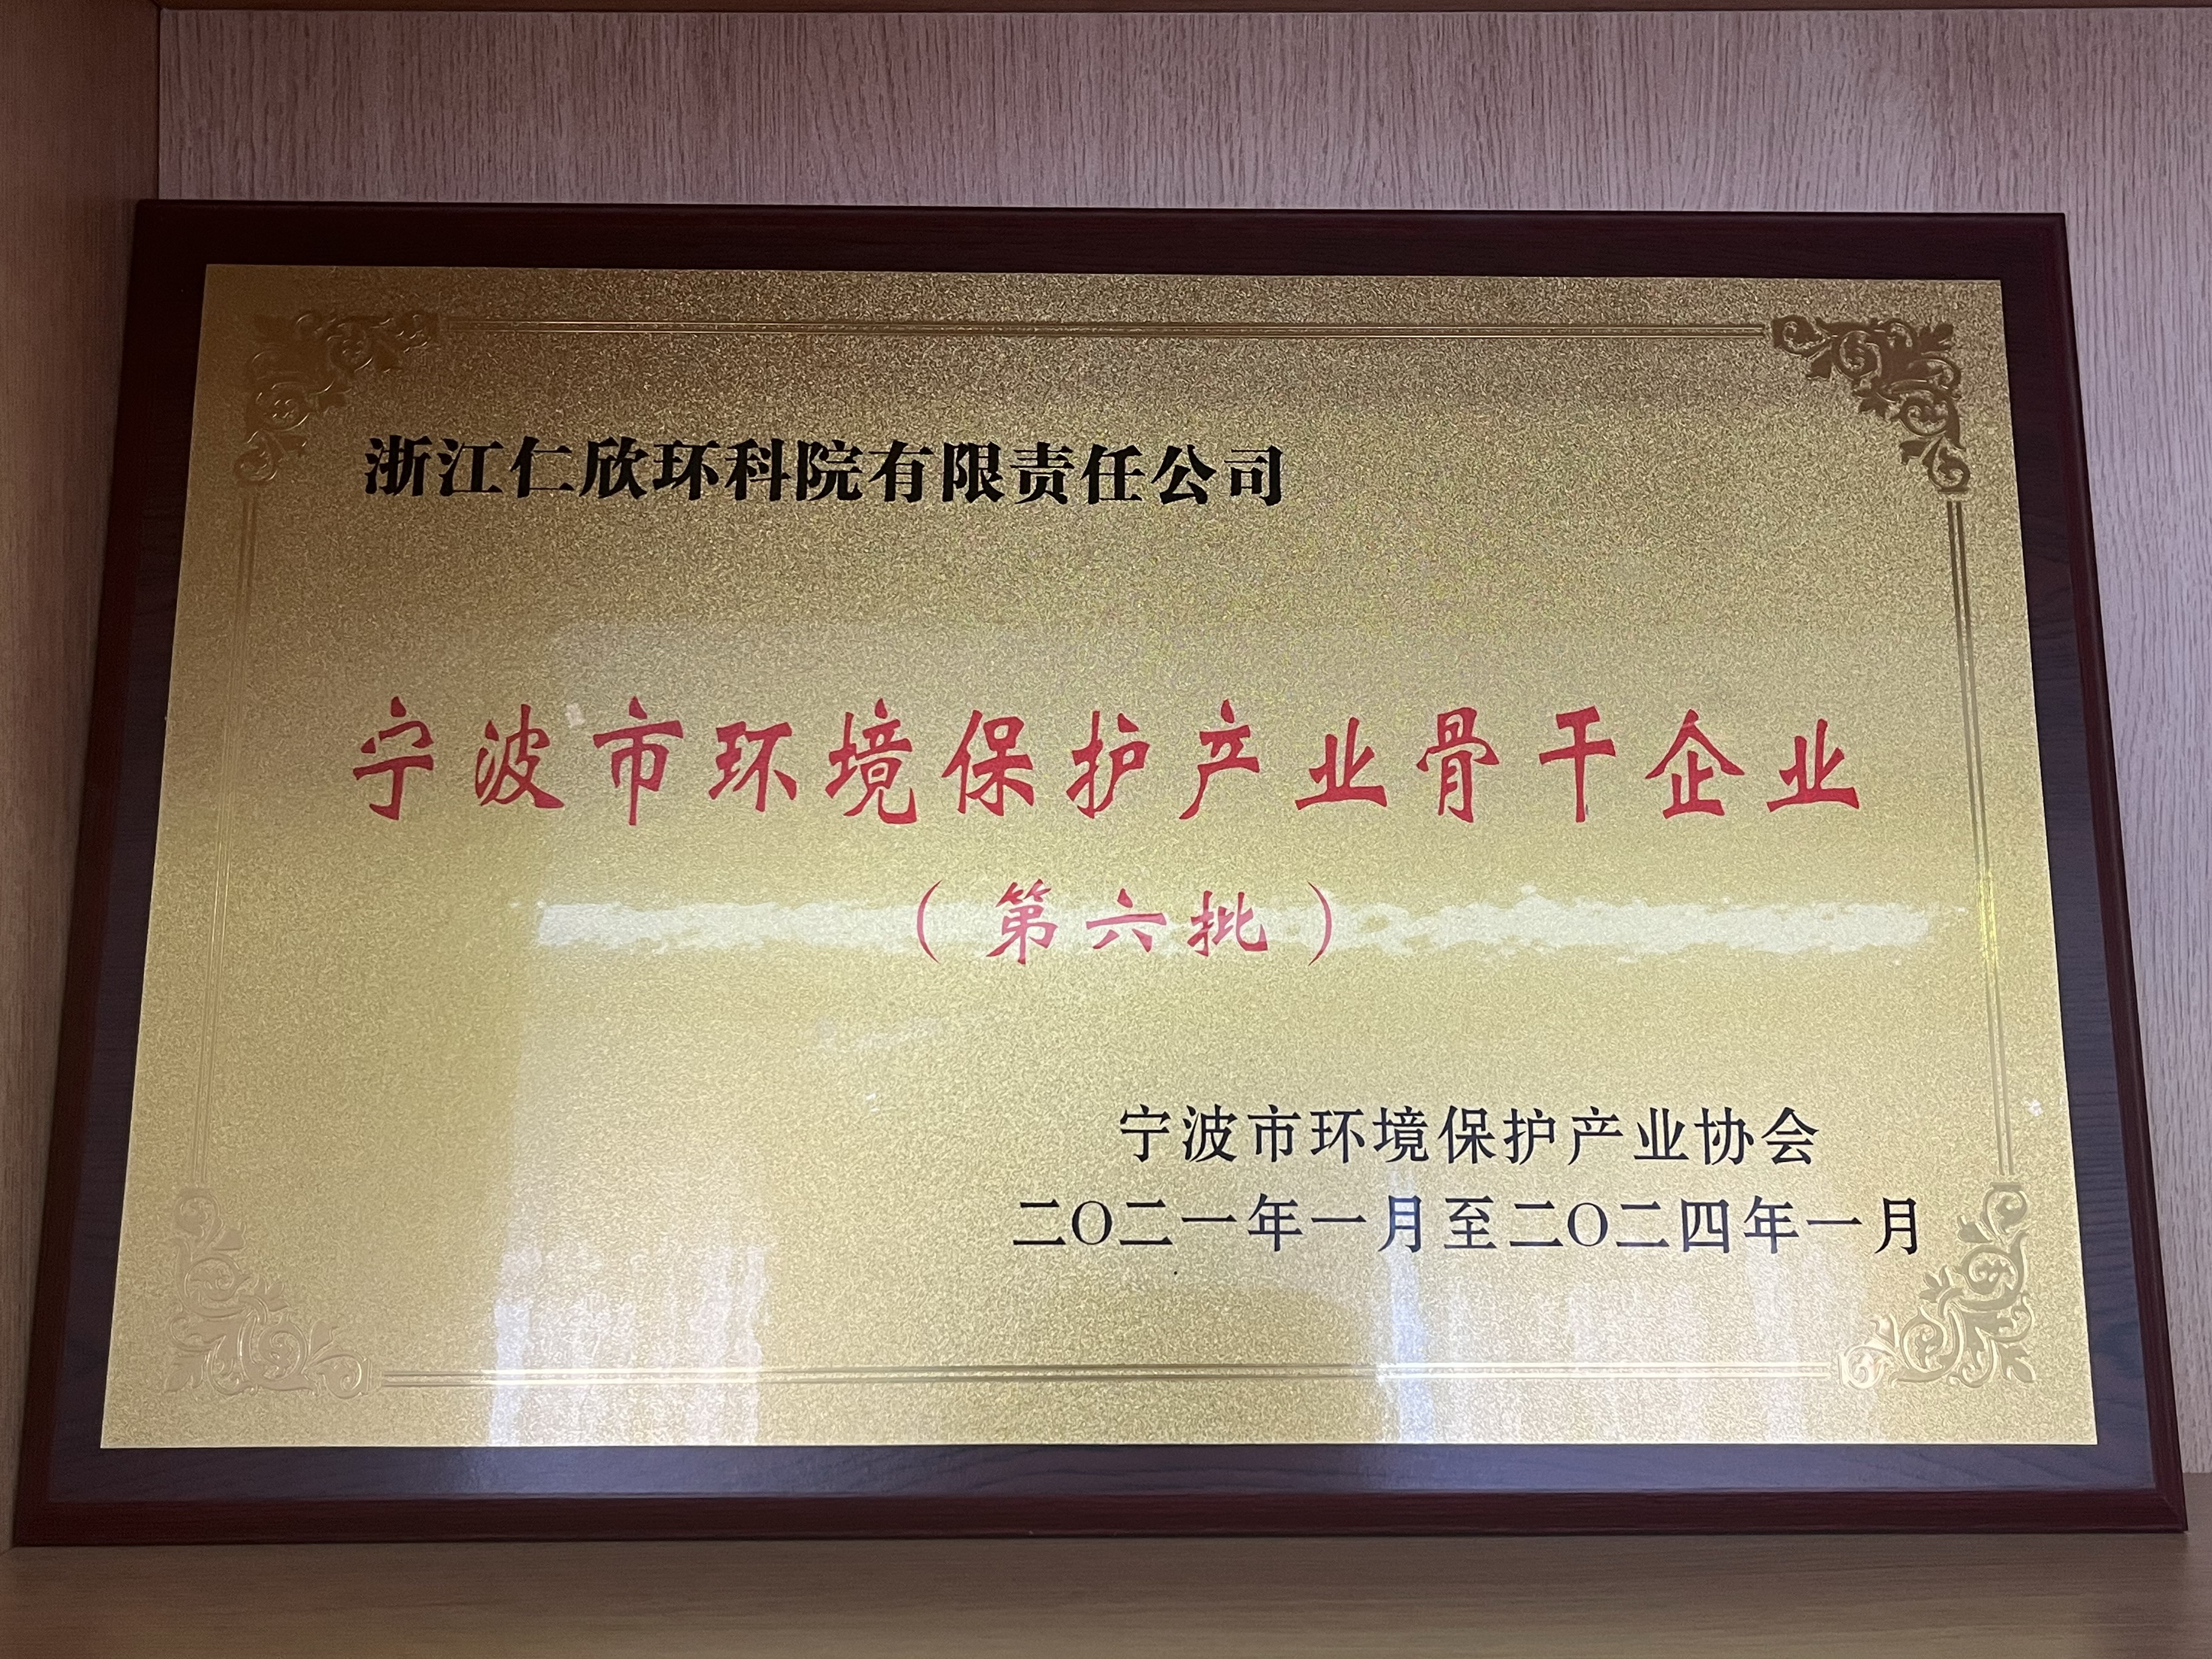 浙江仁欣环科院有限责任公司
宁波市环境保护产业骨干企业
（第六批）
宁波市环境保护产业协会
二〇二一年一月至二〇二四年一月